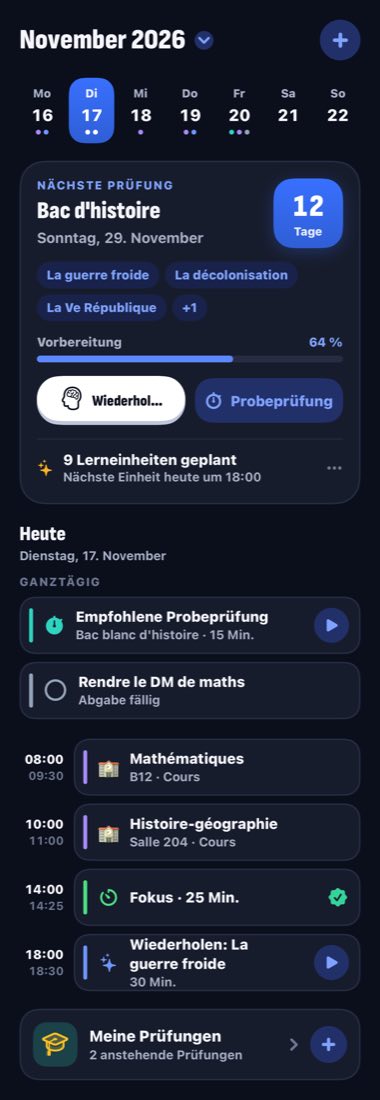 November 2026
Mo Di Mi Do Fr Sa So
16 17 18 19 20 21 22
NÄCHSTE PRÜFUNG
Bac d'histoire
Sonntag, 29. November
12
Tage
La guerre froide
La décolonisation
La Ve République
+1
Vorbereitung
64 %
Wiederhol...
Probeprüfung
9 Lerneinheiten geplant
Nächste Einheit heute um 18:00
Heute
Dienstag, 17. November
GANZTÄGIG
Empfohlene Probeprüfung
Bac blanc d'histoire · 15 Min.
Rendre le DM de maths
Abgabe fällig
08:00
09:30
Mathématiques
B12 · Cours
10:00
11:00
Histoire-géographie
Salle 204 · Cours
14:00
14:25
Fokus · 25 Min.
18:00
18:30
Wiederholen: La
guerre froide
30 Min.
Meine Prüfungen
2 anstehende Prüfungen